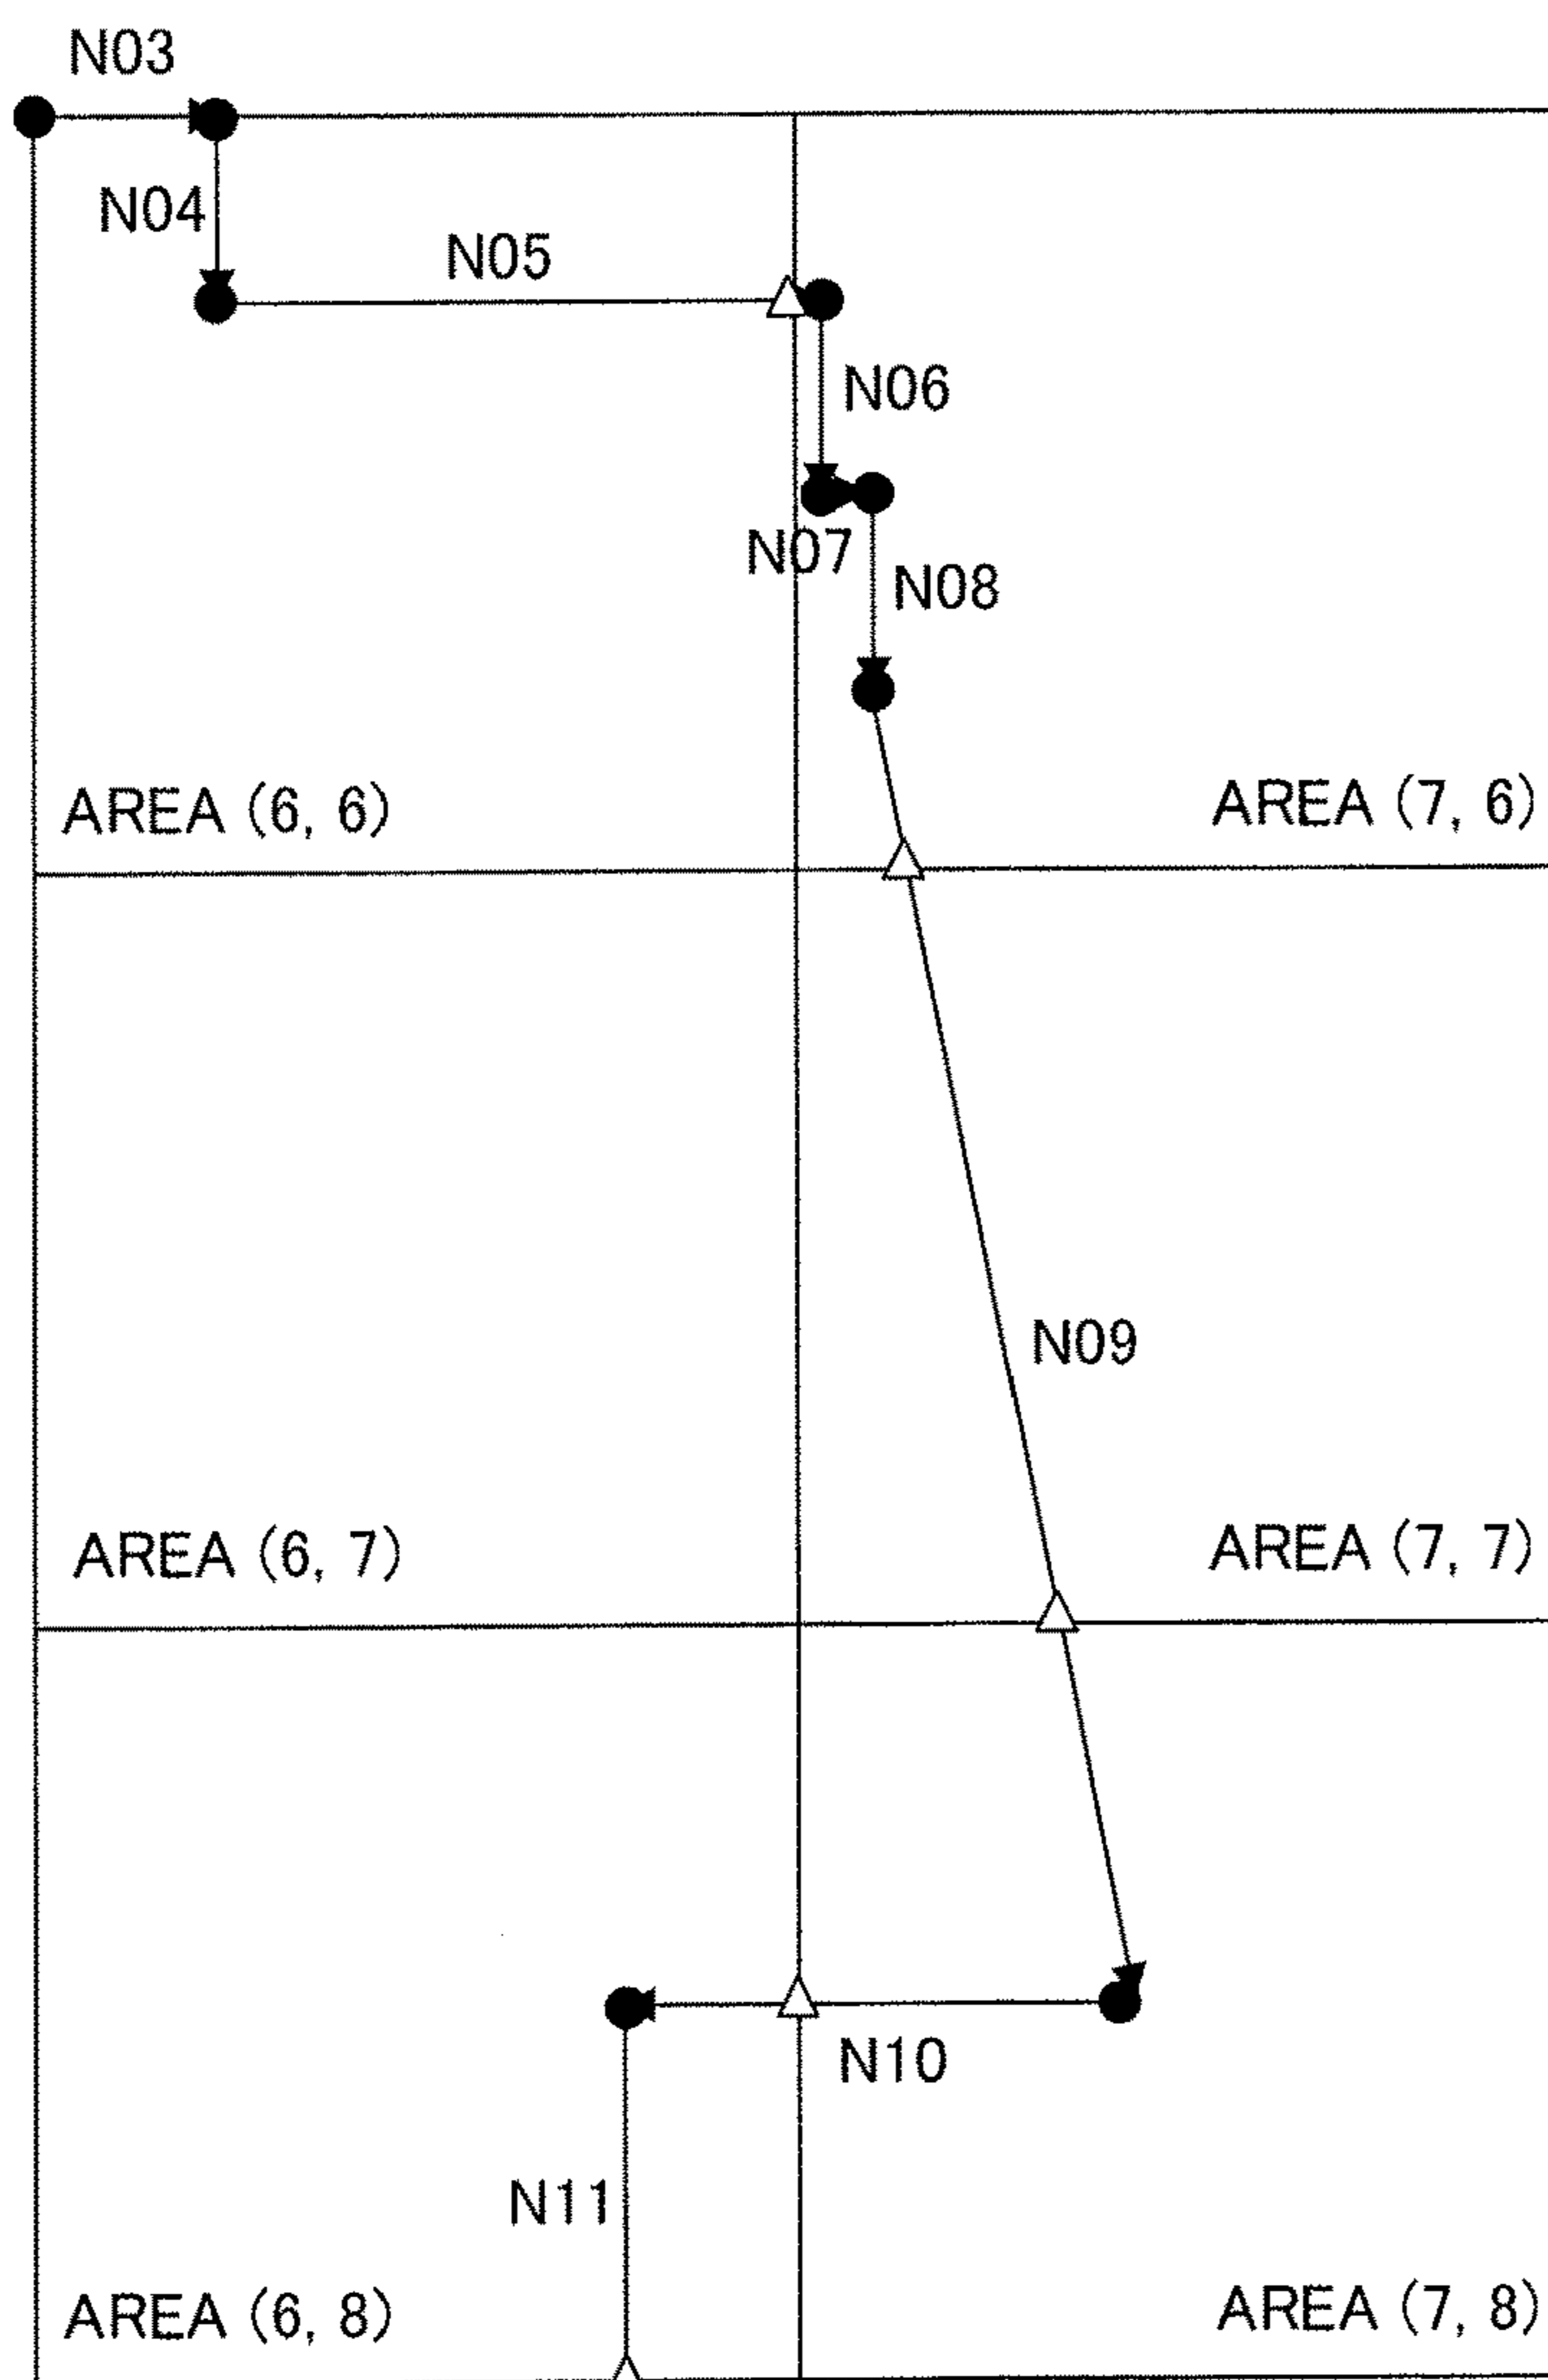 N03
N04
N05
N06
N07
N08
AREA (6, 6)
AREA (7, 6)
N09
AREA (6, 7)
AREA (7, 7)
N10
N11
AREA (6, 8)
AREA (7, 8)